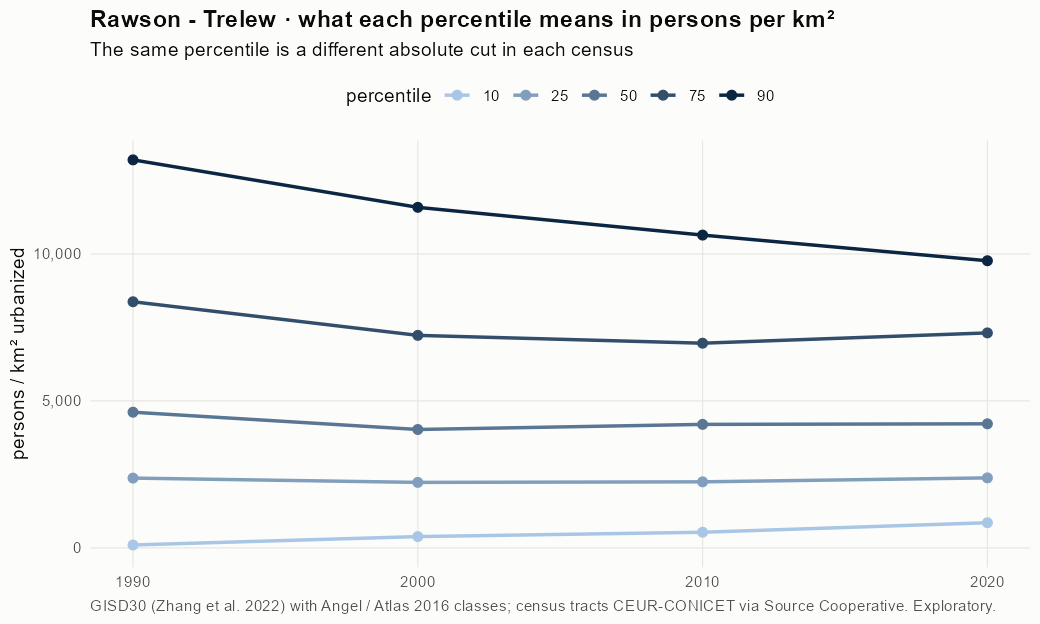 Rawson - Trelew · what each percentile means in persons per km²
The same percentile is a different absolute cut in each census
percentile 10 25 50 75 90
persons / km² urbanized
10,000
5,000
0
1990 2000 2010 2020
GISD30 (Zhang et al. 2022) with Angel / Atlas 2016 classes; census tracts CEUR-CONICET via Source Cooperative. Exploratory.